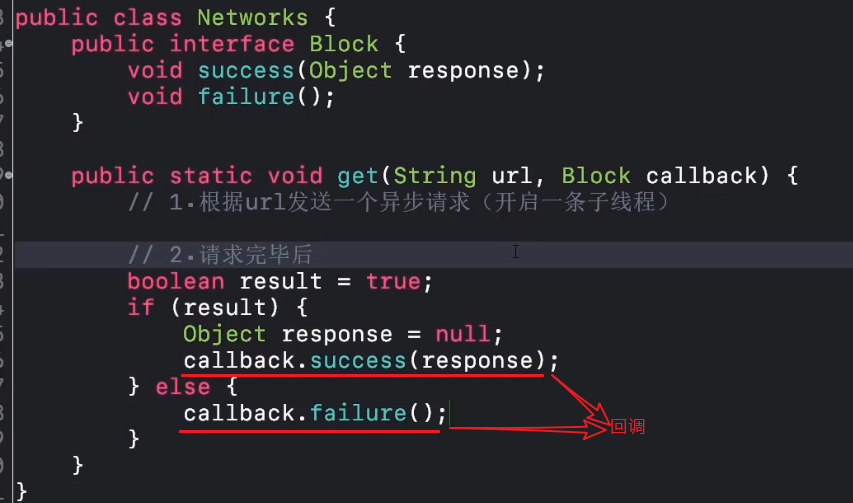 public class Networks {
public interface Block {
void success(Object response);
void failure();
}
public static void get(String url, Block callback) {
// 1.根据url发送一个异步请求（开启一条子线程）
// 2.请求完毕后
boolean result = true;
if (result) {
Object response = null;
callback.success(response);
} else {
callback.failure();
回调
}
}
}